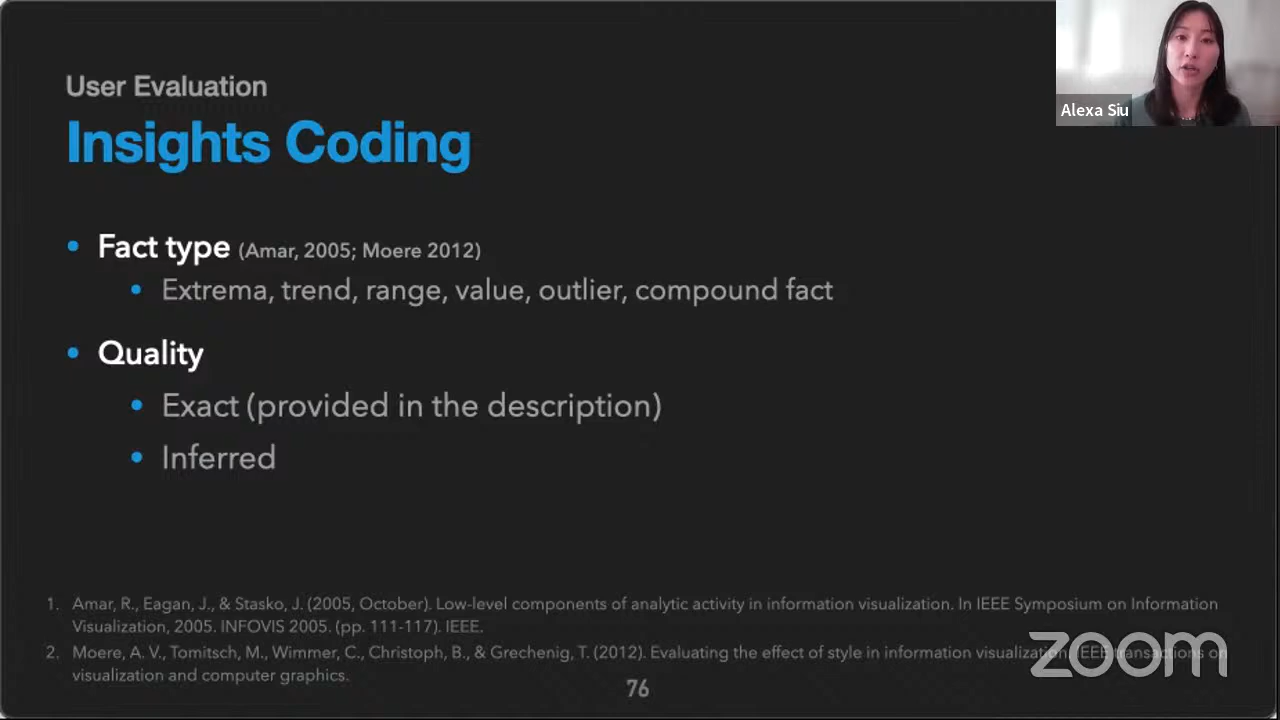 User Evaluation
Insights Coding
Alexa Siu
• Fact type (Amar, 2005; Moere 2012)
• Extrema, trend, range, value, outlier, compound fact
• Quality
• Exact (provided in the description)
• Inferred
1. Amar, R., Eagan, J., & Stasko, J. (2005, October). Low-level components of analytic activity in information visualization. In IEEE Symposium on Information
Visualization, 2005. INFOVIS 2005. (pp. 111-117). IEEE.
2. Moere, A. V., Tomitsch, M., Wimmer, C., Christoph, B., & Grechenig, T. (2012). Evaluating the effect of style in information visualization. IEEE transactions on
visualization and computer graphics.
zoom
76